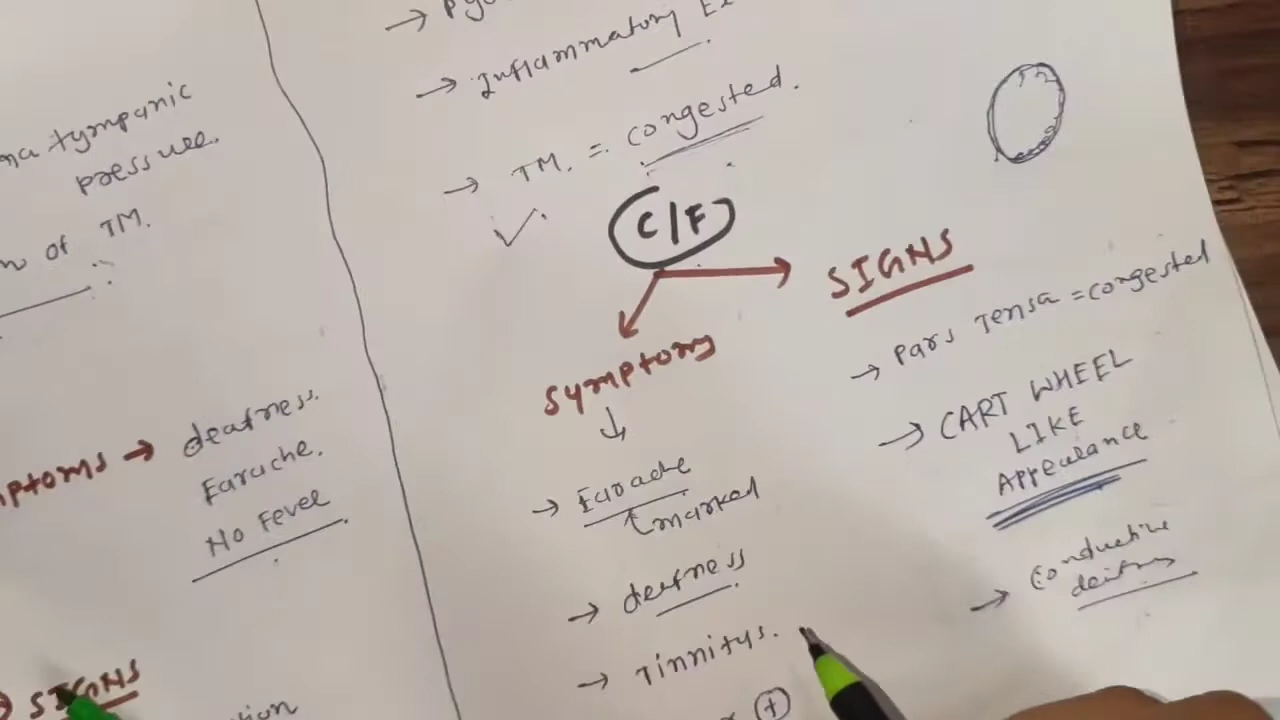 tympanic
pressure.
of TM.
deafness.
Earache.
No Fever
SIGNS
→ Inflammatory
→ TM. = congested.
C/F
Symptoms
→ Earache
↑ marked
→ deafness
→ Tinnitus.
+
SIGNS
→ Pars Tensa = congested
→ CART WHEEL
LIKE
Appearance
→ Conductive
deafness